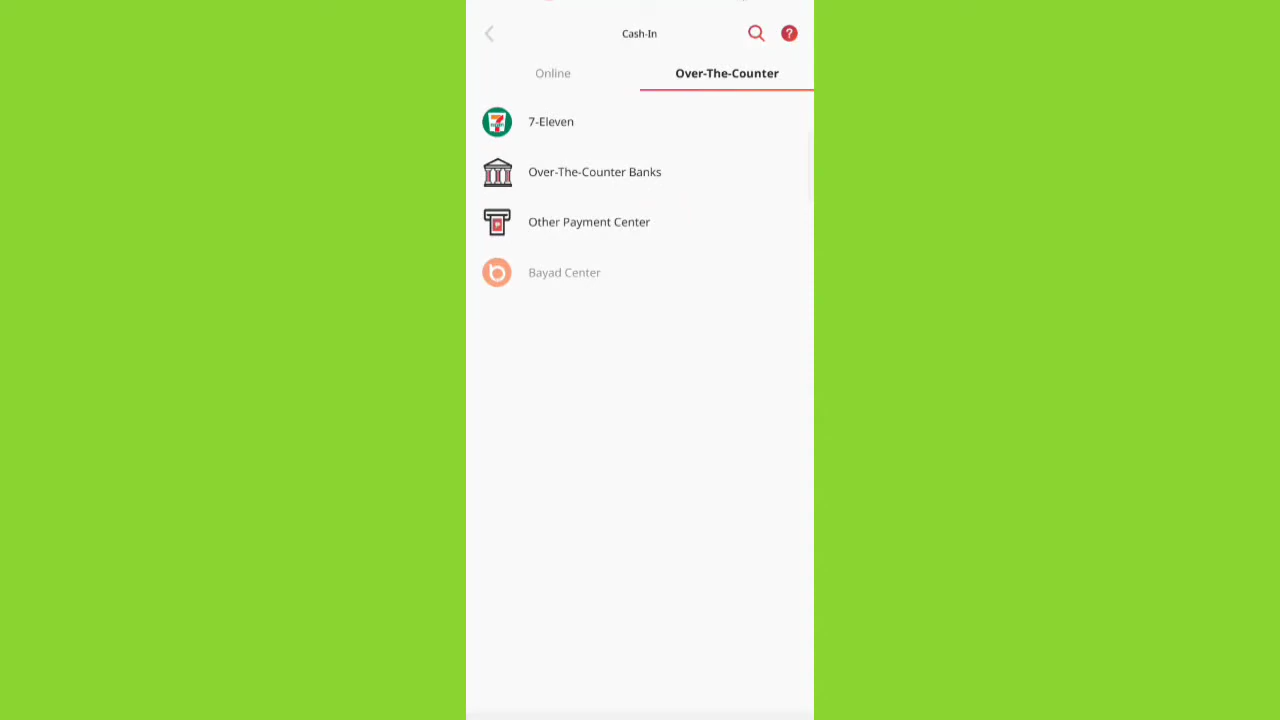 Cash-In
Online
Over-The-Counter
7-Eleven
Over-The-Counter Banks
Other Payment Center
Bayad Center